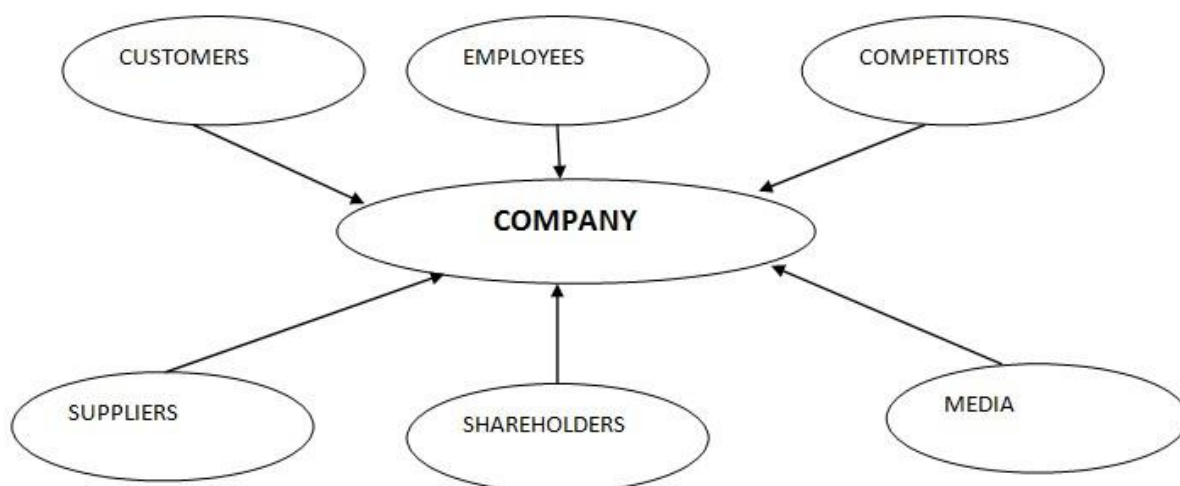 CUSTOMERS
EMPLOYEES
COMPETITORS
COMPANY
SUPPLIERS
SHAREHOLDERS
MEDIA